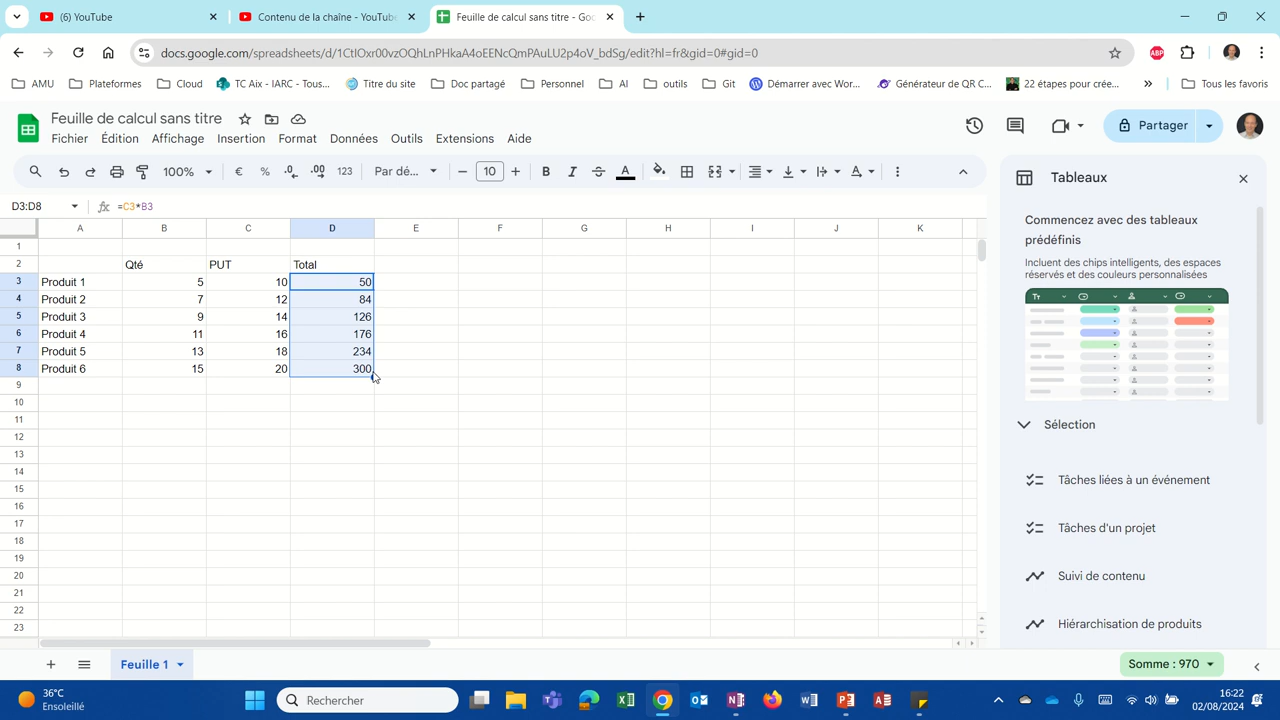 (6) YouTube
Contenu de la chaîne - YouTube
Feuille de calcul sans titre - Goo
docs.google.com/spreadsheets/d/1CtIOxr00vzOQhLnPHkaA4oEENcQmPAuLU2p4oV_bdSg/edit?hl=fr&gid=0#gid=0
ABP
AMU Plateformes Cloud TC Aix - IARC - Tous... Titre du site Doc partagé Personnel AI outils Git Démarrer avec Wor... Générateur de QR C... 22 étapes pour crée... » Tous les favoris
Feuille de calcul sans titre
Fichier Édition Affichage Insertion Format Données Outils Extensions Aide
Partager
100% € % .0 .00 123 Par dé... 10 B I S A
D3:D8 fx =C3*B3
A B C D E F G H I J K
1
2 Qté PUT Total
3 Produit 1 5 10 50
4 Produit 2 7 12 84
5 Produit 3 9 14 126
6 Produit 4 11 16 176
7 Produit 5 13 18 234
8 Produit 6 15 20 300
9
10
11
12
13
14
15
16
17
18
19
20
21
22
23
Tableaux
Commencez avec des tableaux
prédéfinis
Incluent des chips intelligents, des espaces
réservés et des couleurs personnalisées
Tт
Sélection
Tâches liées à un événement
Tâches d'un projet
Suivi de contenu
Hiérarchisation de produits
Feuille 1
Somme : 970
36°C
Ensoleillé
Rechercher
16:22
02/08/2024